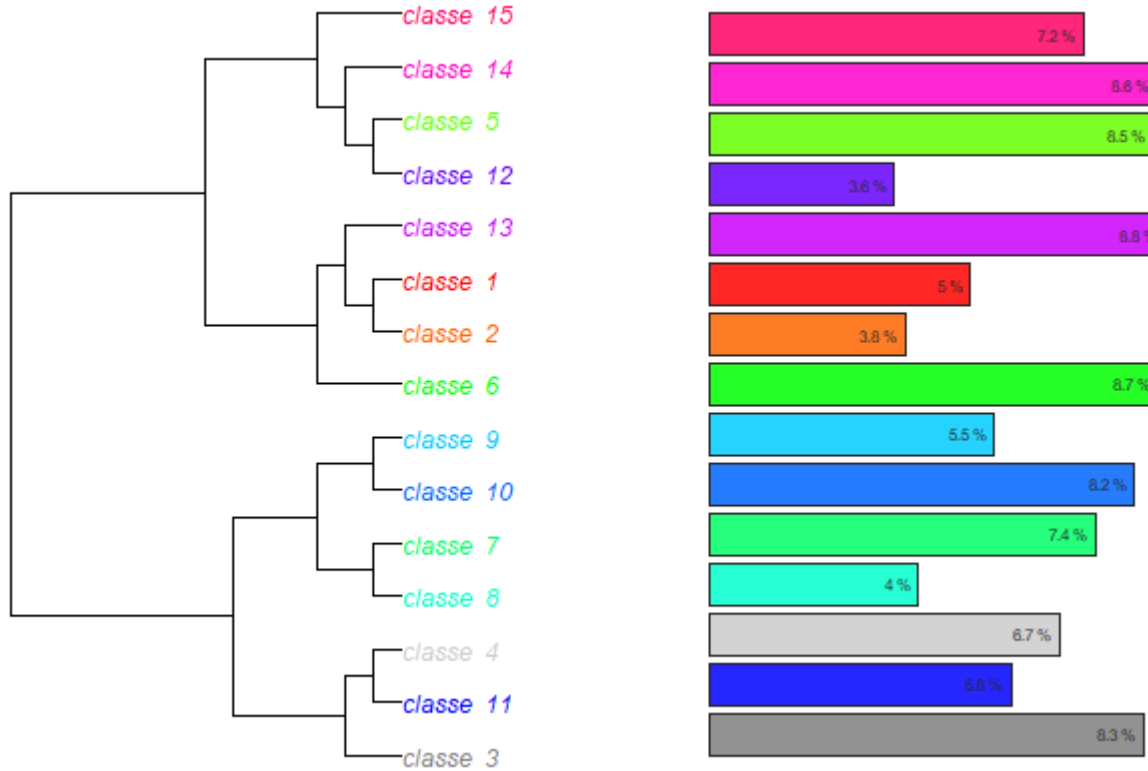 classe 15 7.2 %
classe 14 8.6 %
classe 5 8.5 %
classe 12 3.6 %
classe 13 8.8 %
classe 1 5 %
classe 2 3.8 %
classe 6 8.7 %
classe 9 5.5 %
classe 10 8.2 %
classe 7 7.4 %
classe 8 4 %
classe 4 6.7 %
classe 11 5.8 %
classe 3 8.3 %